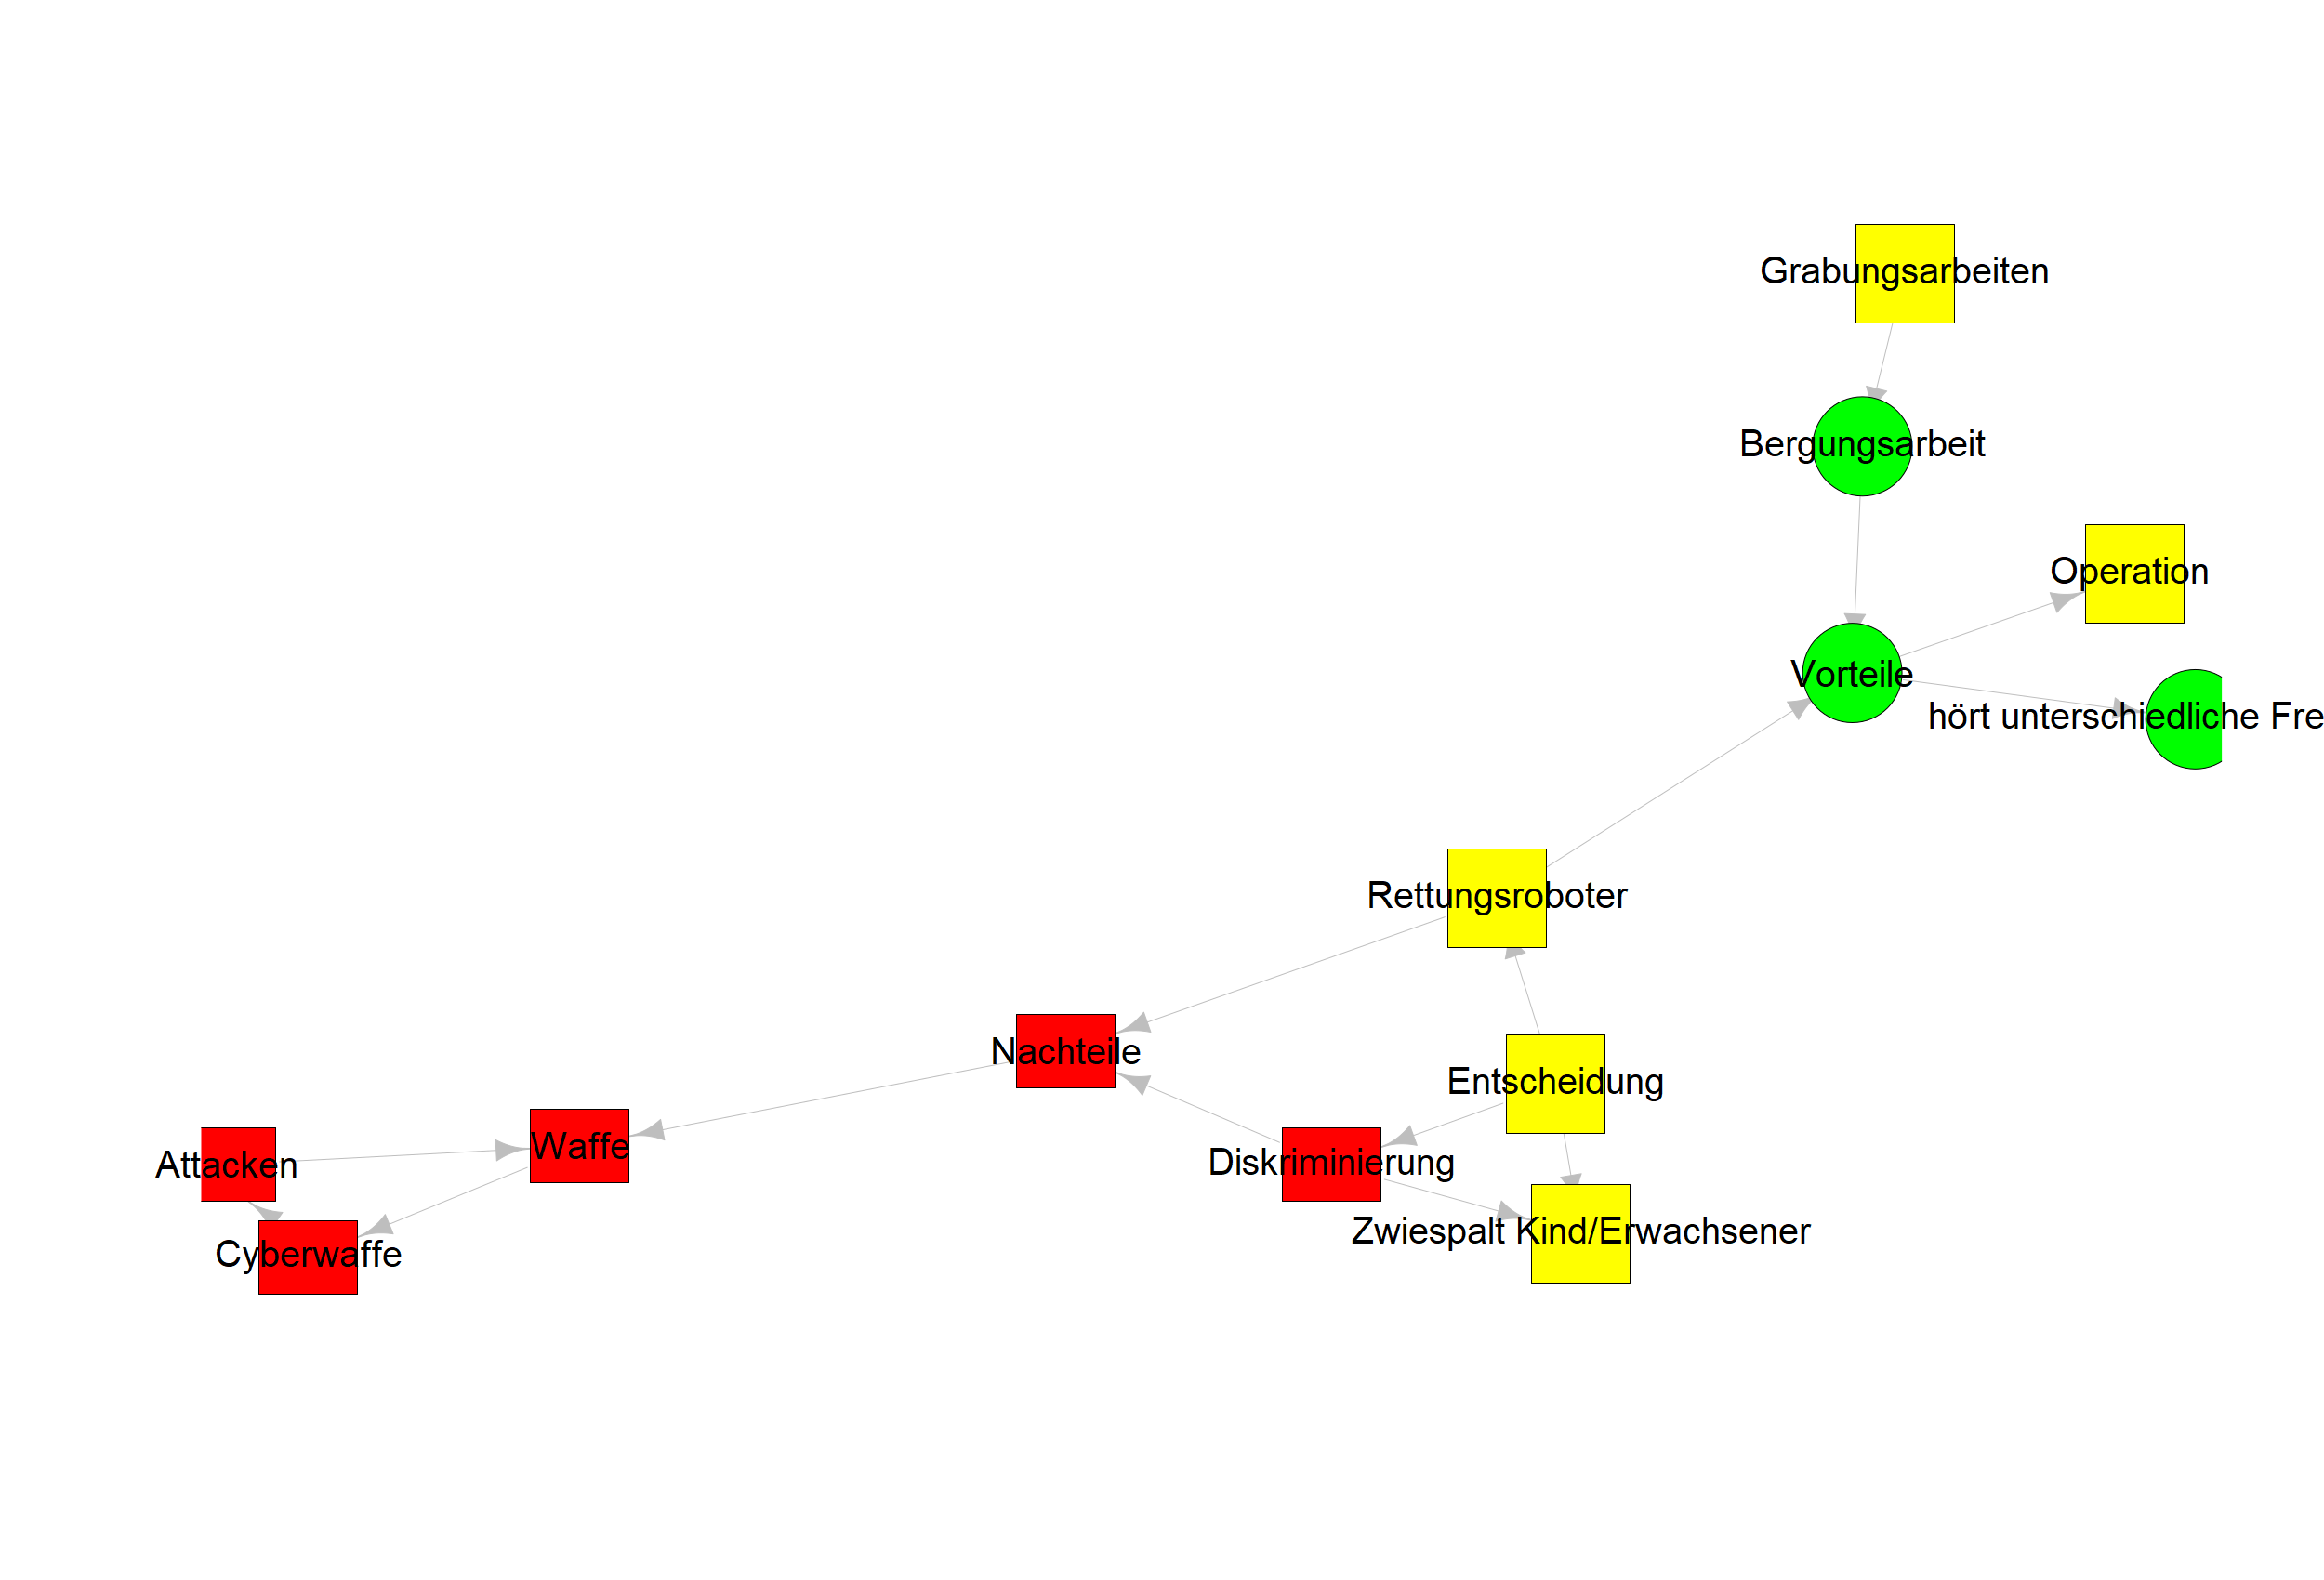 Grabungsarbeiten
Bergungsarbeit
Operation
Vorteile
hört unterschiedliche Fre
Rettungsroboter
Nachteile
Entscheidung
Waffe
Attacken
Diskriminierung
Zwiespalt Kind/Erwachsener
Cyberwaffe